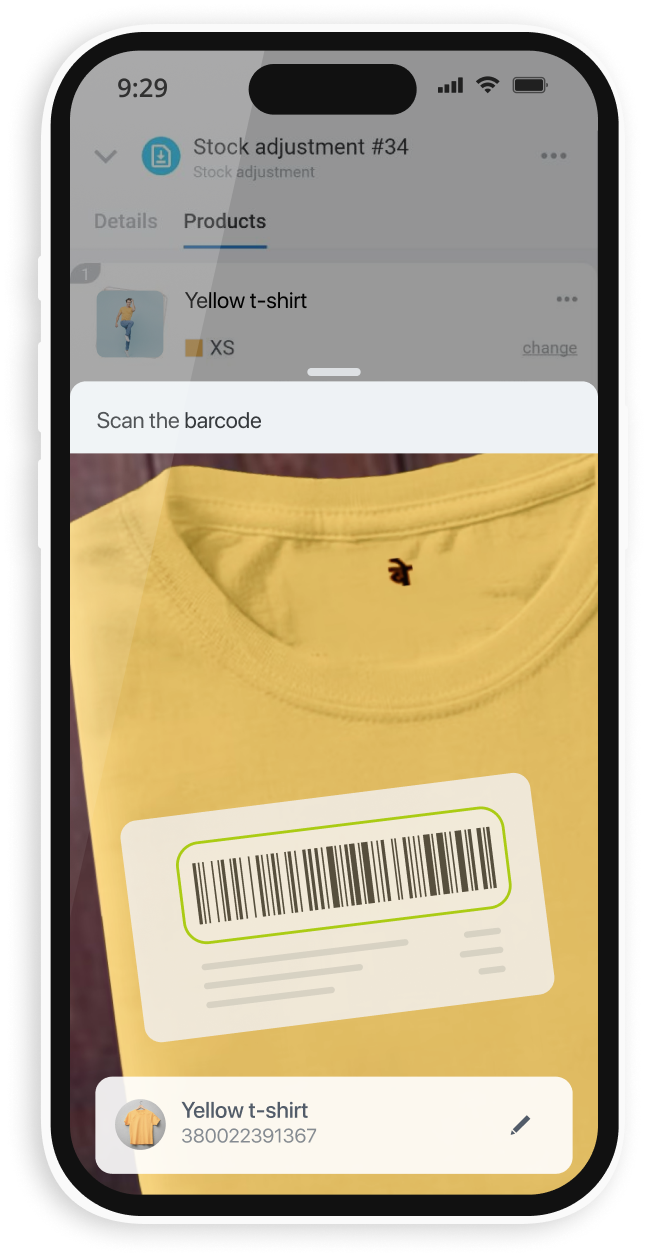 9:29
Stock adjustment #34
Stock adjustment
Details Products
1
Yellow t-shirt
XS change
Scan the barcode
बे
Yellow t-shirt
380022391367